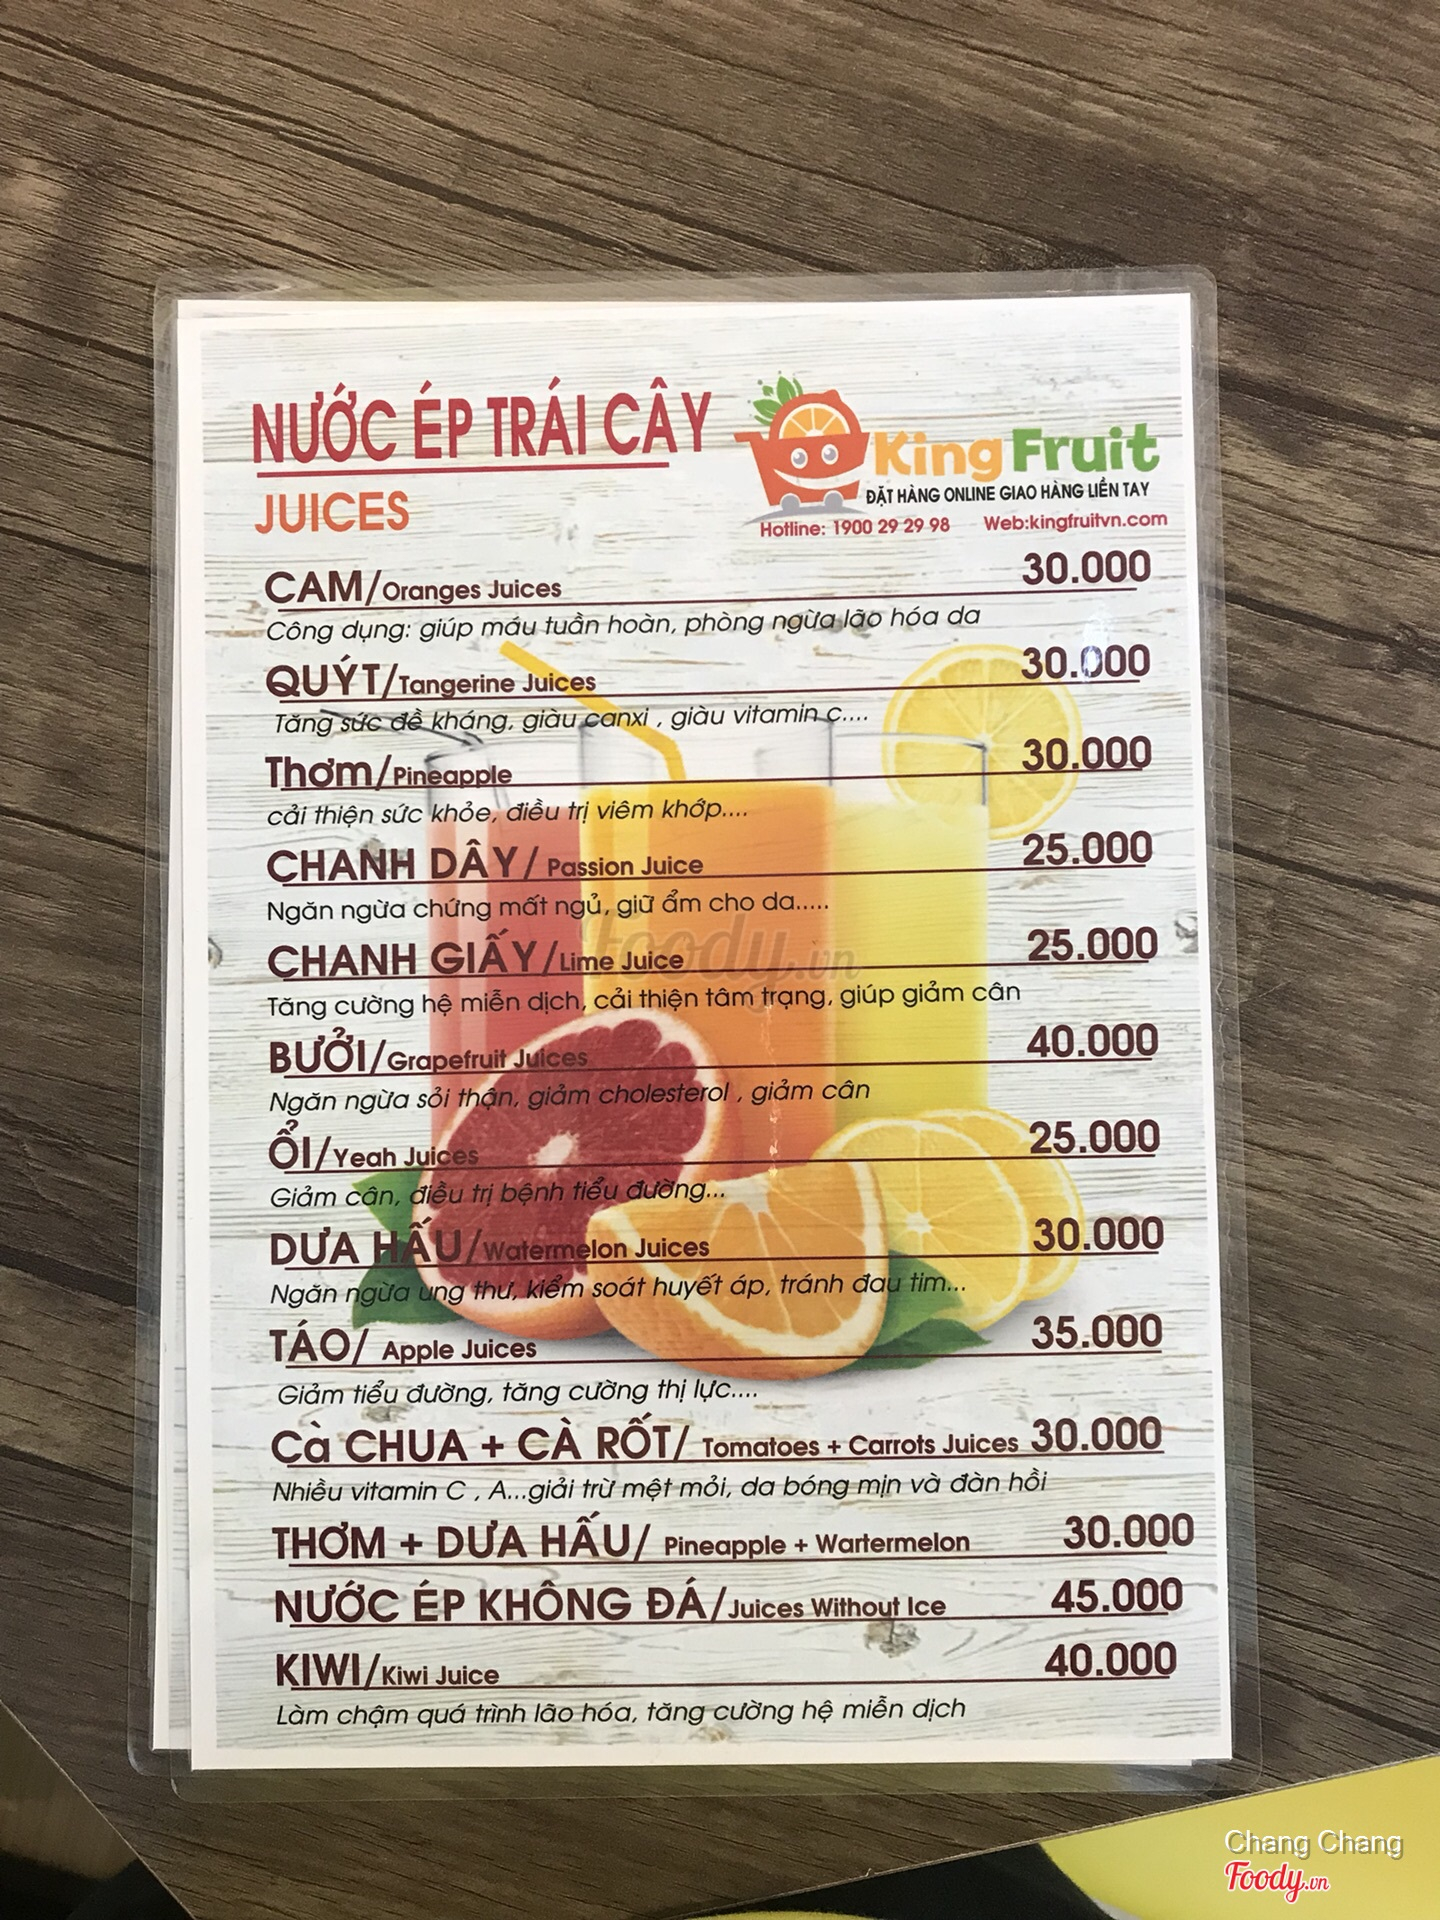 NƯỚC ÉP TRÁI CÂY
JUICES
King Fruit
ĐẶT HÀNG ONLINE GIAO HÀNG LIỀN TAY
Hotline: 1900 29 29 98 Web:kingfruitvn.com
CAM/Oranges Juices 30.000
Công dụng: giúp máu tuần hoàn, phòng ngừa lão hóa da
QUÝT/Tangerine Juices 30.000
Tăng sức đề kháng, giàu canxi , giàu vitamin c....
Thơm/Pineapple 30.000
cải thiện sức khỏe, điều trị viêm khớp....
CHANH DÂY/ Passion Juice 25.000
Ngăn ngừa chứng mất ngủ, giữ ẩm cho da.....
Foody.vn
CHANH GIẤY/Lime Juice 25.000
Tăng cường hệ miễn dịch, cải thiện tâm trạng, giúp giảm cân
BƯỞI/Grapefruit Juices 40.000
Ngăn ngừa sỏi thận, giảm cholesterol , giảm cân
ỔI/Yeah Juices 25.000
Giảm cân, điều trị bệnh tiểu đường...
DƯA HẤU/Watermelon Juices 30.000
Ngăn ngừa ung thư, kiểm soát huyết áp, tránh đau tim...
TÁO/ Apple Juices 35.000
Giảm tiểu đường, tăng cường thị lực....
Cà CHUA + CÀ RỐT/ Tomatoes + Carrots Juices 30.000
Nhiều vitamin C , A...giải trừ mệt mỏi, da bóng mịn và đàn hồi
THƠM + DƯA HẤU/ Pineapple + Wartermelon 30.000
NƯỚC ÉP KHÔNG ĐÁ/Juices Without Ice 45.000
KIWI/Kiwi Juice 40.000
Làm chậm quá trình lão hóa, tăng cường hệ miễn dịch
Chang Chang
Foody.vn